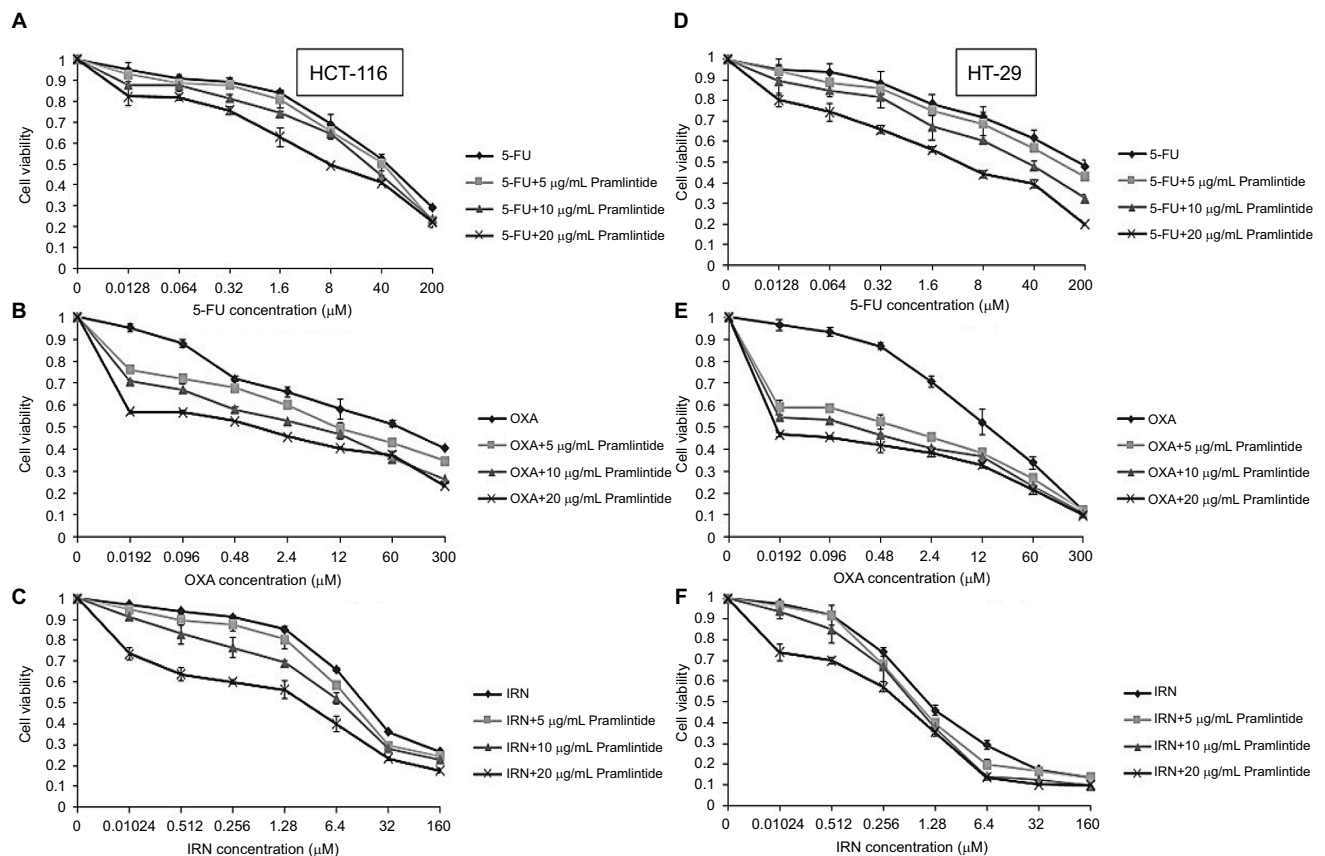 A
HCT-116
Cell viability
1
0.9
0.8
0.7
0.6
0.5
0.4
0.3
0.2
0.1
0
0 0.0128 0.064 0.32 1.6 8 40 200
5-FU concentration (μM)
5-FU
5-FU+5 μg/mL Pramlintide
5-FU+10 μg/mL Pramlintide
5-FU+20 μg/mL Pramlintide
B
Cell viability
1
0.9
0.8
0.7
0.6
0.5
0.4
0.3
0.2
0.1
0
0 0.0192 0.096 0.48 2.4 12 60 300
OXA concentration (μM)
OXA
OXA+5 μg/mL Pramlintide
OXA+10 μg/mL Pramlintide
OXA+20 μg/mL Pramlintide
C
Cell viability
1
0.9
0.8
0.7
0.6
0.5
0.4
0.3
0.2
0.1
0
0 0.01024 0.512 0.256 1.28 6.4 32 160
IRN concentration (μM)
IRN
IRN+5 μg/mL Pramlintide
IRN+10 μg/mL Pramlintide
IRN+20 μg/mL Pramlintide
D
HT-29
Cell viability
1
0.9
0.8
0.7
0.6
0.5
0.4
0.3
0.2
0.1
0
0 0.0128 0.064 0.32 1.6 8 40 200
5-FU concentration (μM)
5-FU
5-FU+5 μg/mL Pramlintide
5-FU+10 μg/mL Pramlintide
5-FU+20 μg/mL Pramlintide
E
Cell viability
1
0.9
0.8
0.7
0.6
0.5
0.4
0.3
0.2
0.1
0
0 0.0192 0.096 0.48 2.4 12 60 300
OXA concentration (μM)
OXA
OXA+5 μg/mL Pramlintide
OXA+10 μg/mL Pramlintide
OXA+20 μg/mL Pramlintide
F
Cell viability
1
0.9
0.8
0.7
0.6
0.5
0.4
0.3
0.2
0.1
0
0 0.01024 0.512 0.256 1.28 6.4 32 160
IRN concentration (μM)
IRN
IRN+5 μg/mL Pramlintide
IRN+10 μg/mL Pramlintide
IRN+20 μg/mL Pramlintide